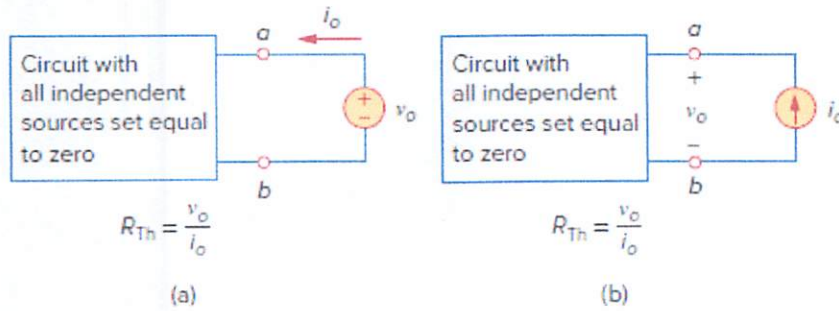 i_o
a
Circuit with
all independent
sources set equal
to zero
+
−
v_o
b
R_Th = v_o / i_o
(a)
a
Circuit with
all independent
sources set equal
to zero
+
v_o
−
i_o
b
R_Th = v_o / i_o
(b)